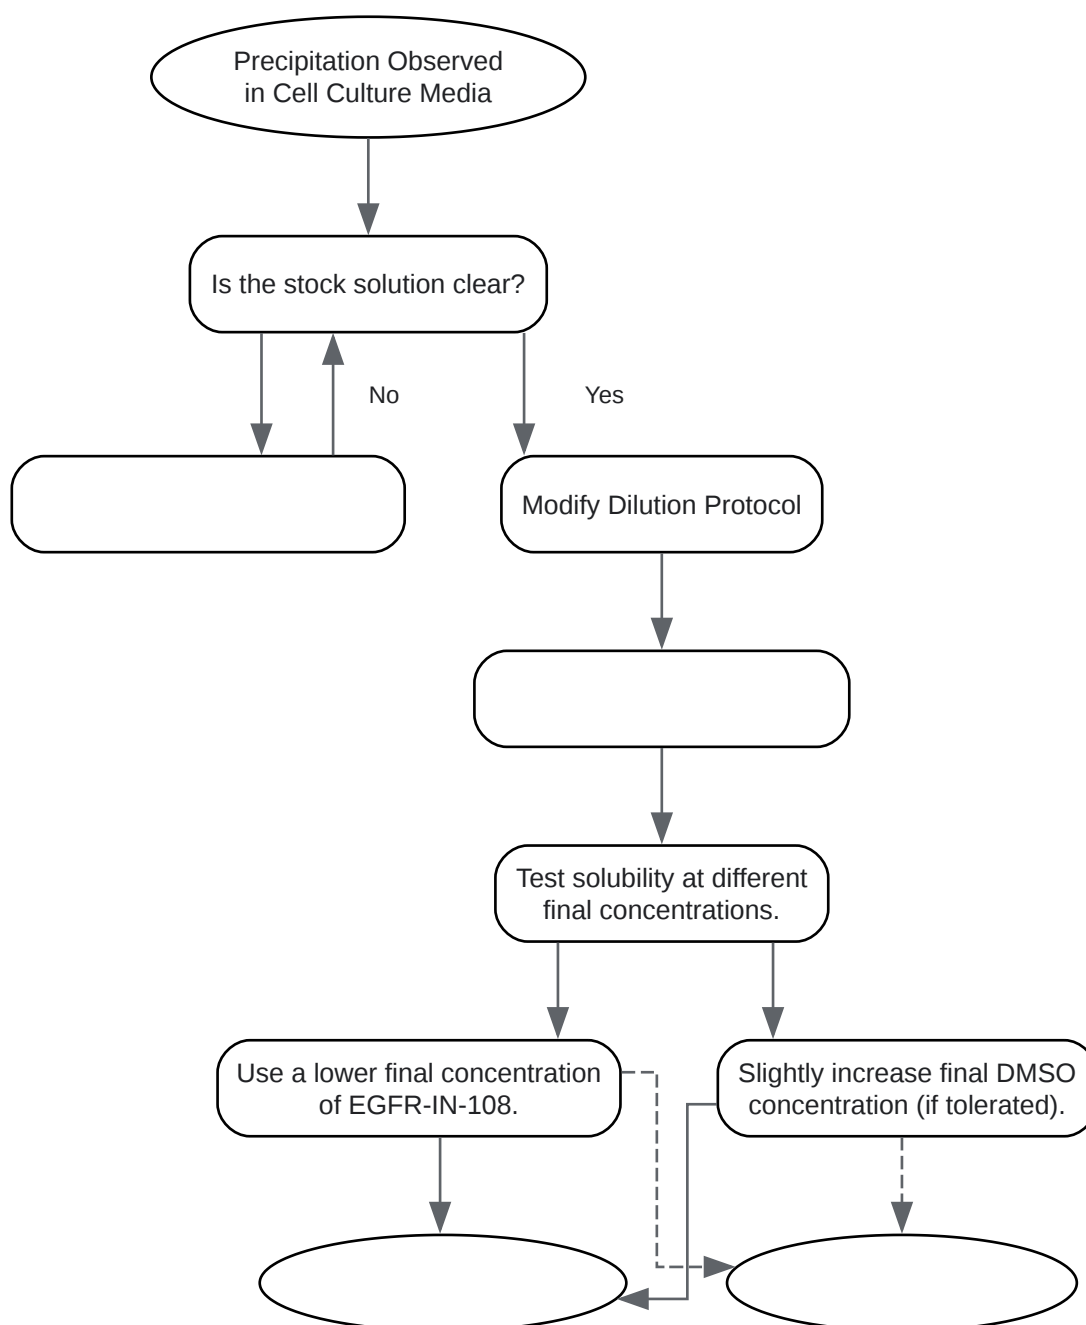 Precipitation Observed
in Cell Culture Media
Is the stock solution clear?
No
Yes
Modify Dilution Protocol
Test solubility at different
final concentrations.
Use a lower final concentration
of EGFR-IN-108.
Slightly increase final DMSO
concentration (if tolerated).